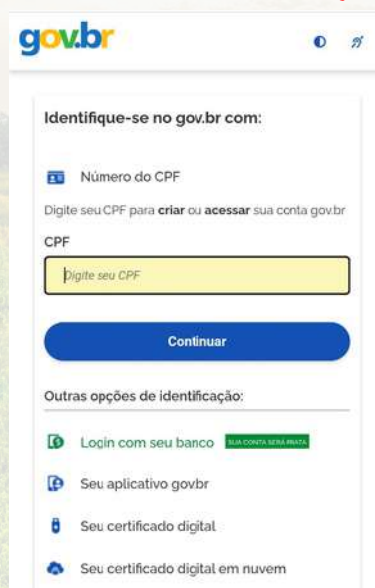 gov.br
Identifique-se no gov.br com:
Número do CPF
Digite seu CPF para criar ou acessar sua conta gov.br
CPF
Digite seu CPF
Continuar
Outras opções de identificação:
Login com seu banco SUA CONTA SERÁ PRATA
Seu aplicativo gov.br
Seu certificado digital
Seu certificado digital em nuvem